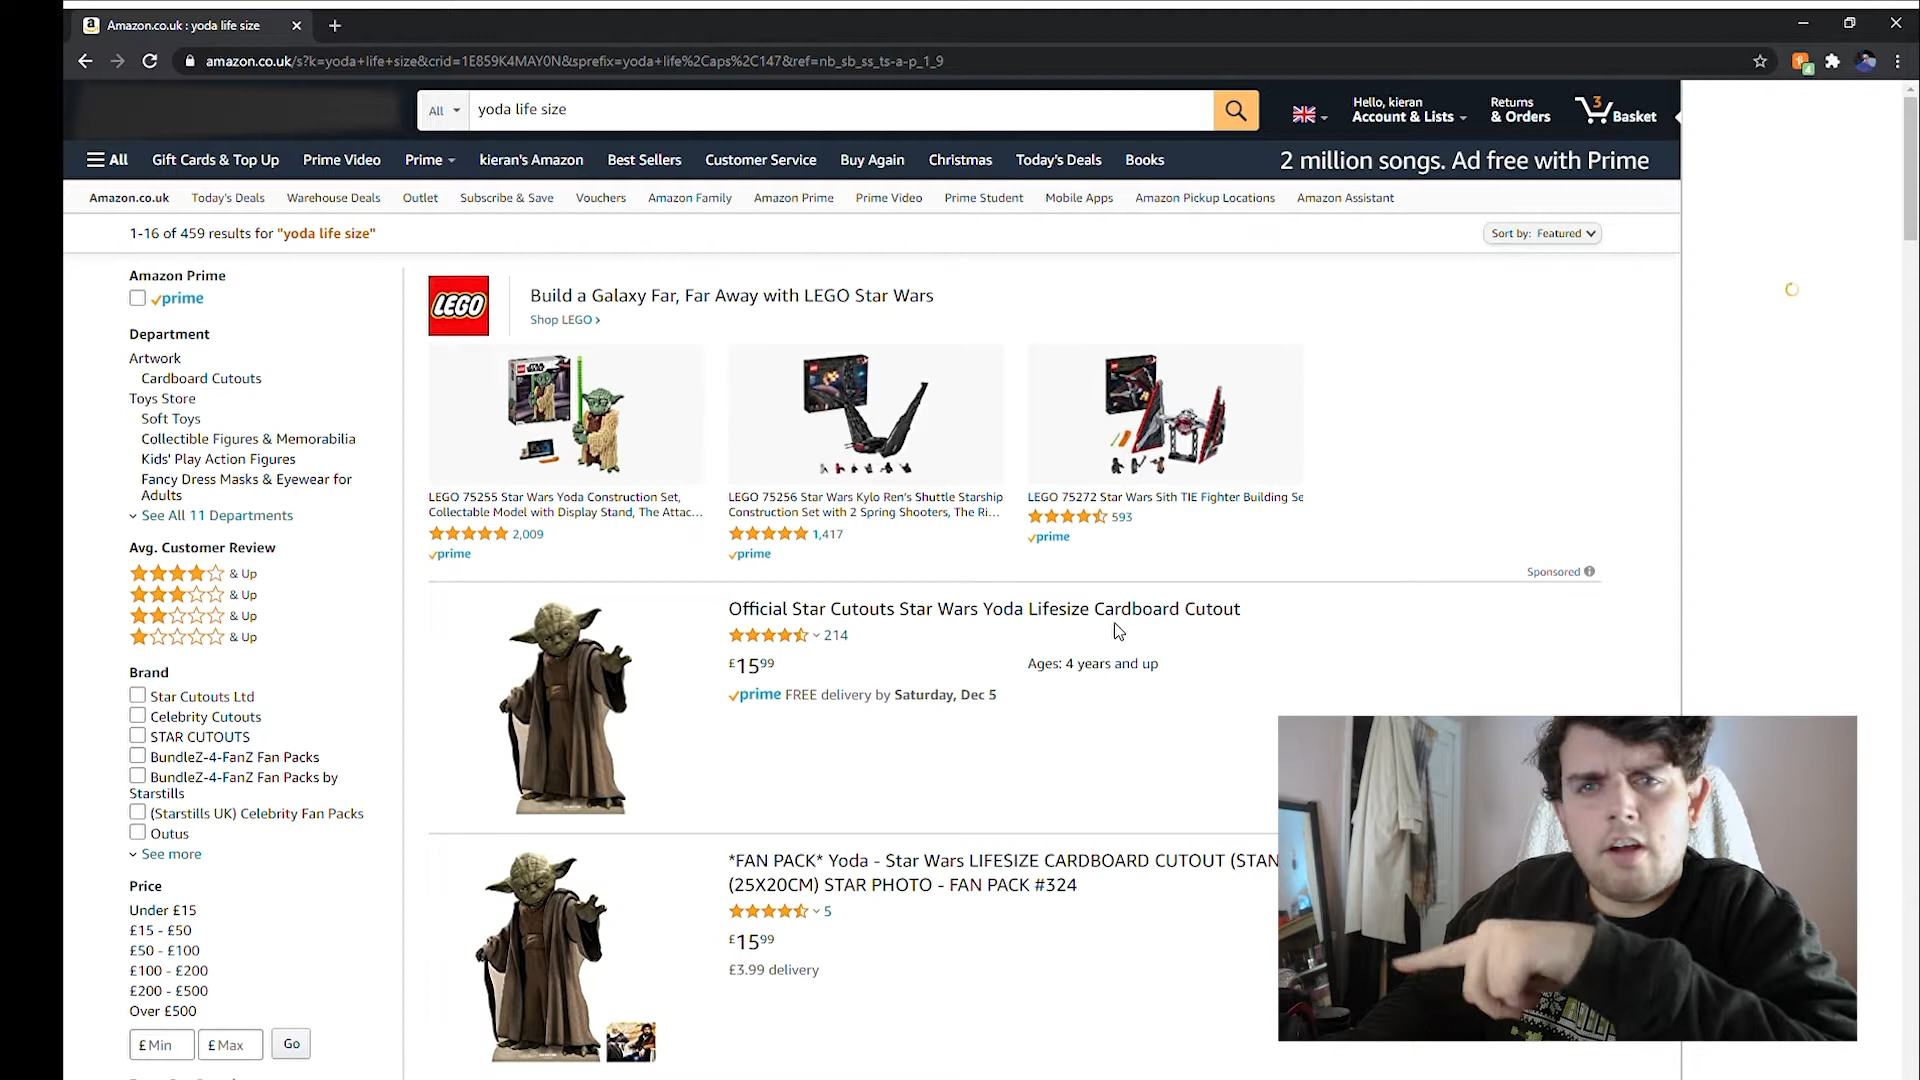 Amazon.co.uk : yoda life size
amazon.co.uk/s?k=yoda+life+size&crid=1E859K4MAY0N&sprefix=yoda+life%2Caps%2C147&ref=nb_sb_ss_ts-a-p_1_9
4
All
yoda life size
Hello, kieran
Account & Lists
Returns
& Orders
3
Basket
All
Gift Cards & Top Up
Prime Video
Prime
kieran's Amazon
Best Sellers
Customer Service
Buy Again
Christmas
Today's Deals
Books
2 million songs. Ad free with Prime
Amazon.co.uk
Today's Deals
Warehouse Deals
Outlet
Subscribe & Save
Vouchers
Amazon Family
Amazon Prime
Prime Video
Prime Student
Mobile Apps
Amazon Pickup Locations
Amazon Assistant
1-16 of 459 results for "yoda life size"
Sort by: Featured
Amazon Prime
prime
Department
Artwork
Cardboard Cutouts
Toys Store
Soft Toys
Collectible Figures & Memorabilia
Kids' Play Action Figures
Fancy Dress Masks & Eyewear for
Adults
See All 11 Departments
Avg. Customer Review
& Up
& Up
& Up
& Up
Brand
Star Cutouts Ltd
Celebrity Cutouts
STAR CUTOUTS
BundleZ-4-FanZ Fan Packs
BundleZ-4-FanZ Fan Packs by
Starstills
(Starstills UK) Celebrity Fan Packs
Outus
See more
Price
Under £15
£15 - £50
£50 - £100
£100 - £200
£200 - £500
Over £500
£ Min
£ Max
Go
LEGO
Build a Galaxy Far, Far Away with LEGO Star Wars
Shop LEGO ›
LEGO 75255 Star Wars Yoda Construction Set,
Collectable Model with Display Stand, The Attac...
2,009
prime
LEGO 75256 Star Wars Kylo Ren's Shuttle Starship
Construction Set with 2 Spring Shooters, The Ri...
1,417
prime
LEGO 75272 Star Wars Sith TIE Fighter Building Se
593
prime
Sponsored
Official Star Cutouts Star Wars Yoda Lifesize Cardboard Cutout
214
£1599
Ages: 4 years and up
prime FREE delivery by Saturday, Dec 5
*FAN PACK* Yoda - Star Wars LIFESIZE CARDBOARD CUTOUT (STAN
(25X20CM) STAR PHOTO - FAN PACK #324
5
£1599
£3.99 delivery